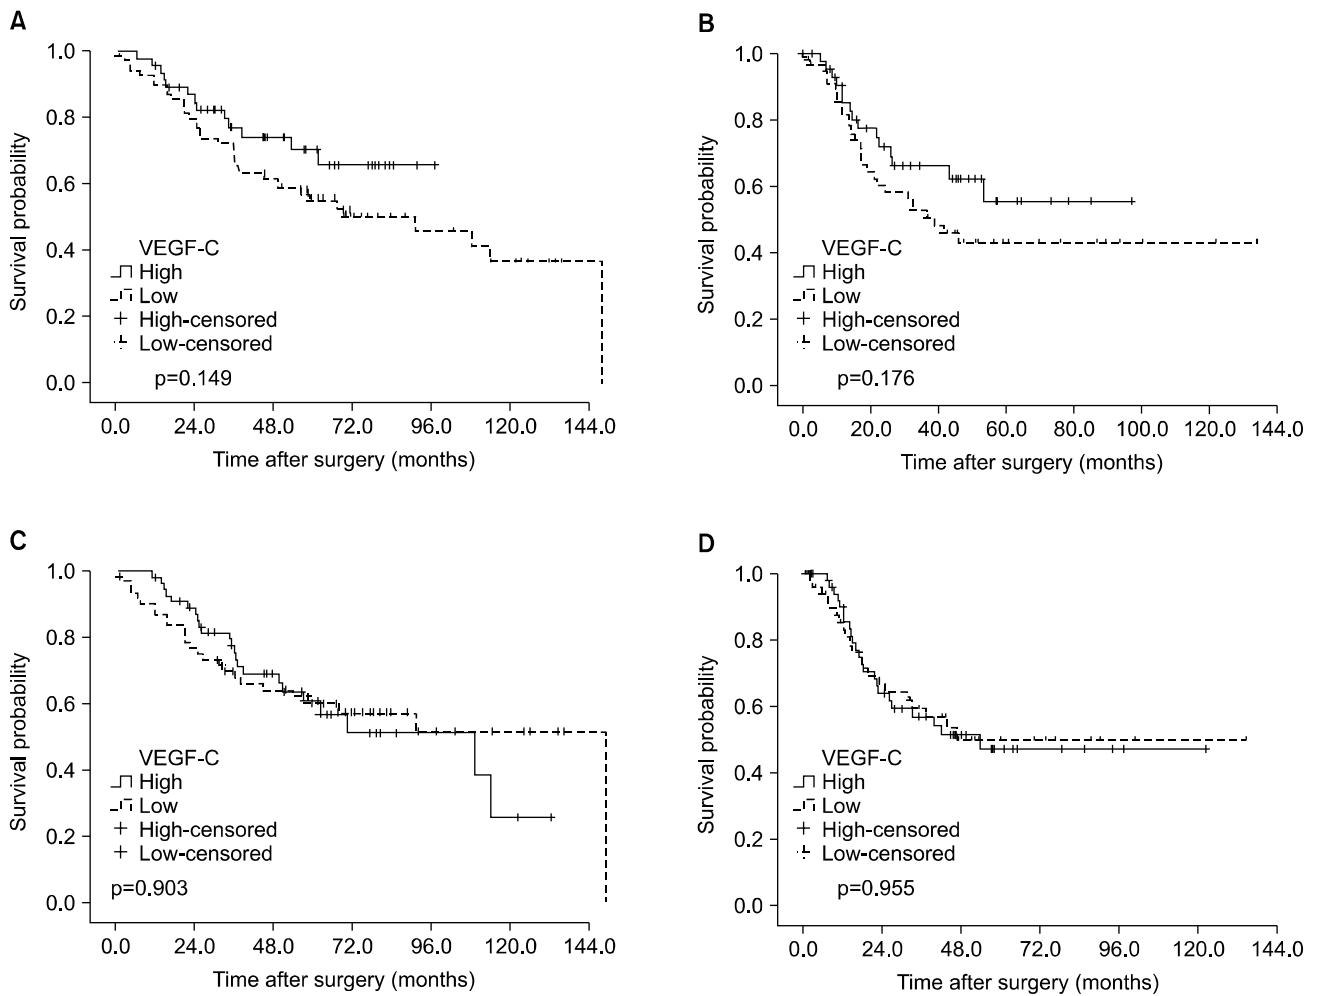 A
1.0
0.8
0.6
0.4
0.2
0.0
Survival probability
VEGF-C
High
Low
High-censored
Low-censored
p=0.149
0.0 24.0 48.0 72.0 96.0 120.0 144.0
Time after surgery (months)
B
1.0
0.8
0.6
0.4
0.2
0.0
Survival probability
VEGF-C
High
Low
High-censored
Low-censored
p=0.176
0.0 20.0 40.0 60.0 80.0 100.0 120.0 144.0
Time after surgery (months)
C
1.0
0.8
0.6
0.4
0.2
0.0
Survival probability
VEGF-C
High
Low
High-censored
Low-censored
p=0.903
0.0 24.0 48.0 72.0 96.0 120.0 144.0
Time after surgery (months)
D
1.0
0.8
0.6
0.4
0.2
0.0
Survival probability
VEGF-C
High
Low
High-censored
Low-censored
p=0.955
0.0 24.0 48.0 72.0 96.0 120.0 144.0
Time after surgery (months)